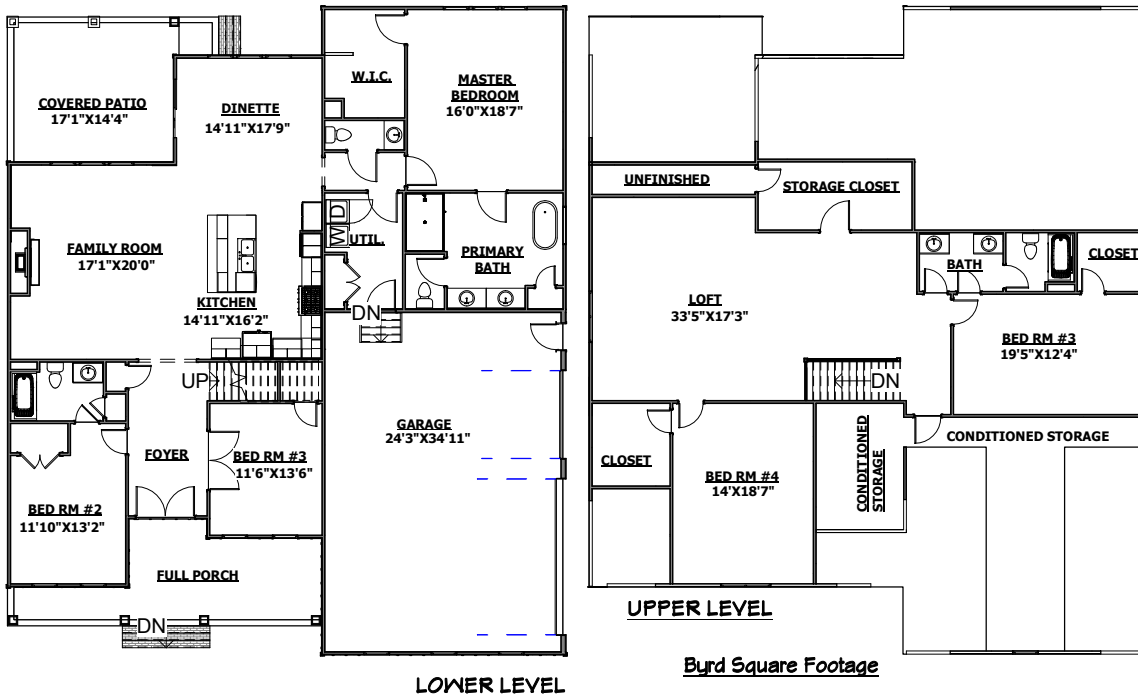 COVERED PATIO
17'1"X14'4"
DINETTE
14'11"X17'9"
W.I.C.
MASTER
BEDROOM
16'0"X18'7"
FAMILY ROOM
17'1"X20'0"
KITCHEN
14'11"X16'2"
D
W
UTIL.
PRIMARY
BATH
DN
UP
GARAGE
24'3"X34'11"
FOYER
BED RM #3
11'6"X13'6"
BED RM #2
11'10"X13'2"
FULL PORCH
DN
LOWER LEVEL
UNFINISHED
STORAGE CLOSET
BATH
CLOSET
LOFT
33'5"X17'3"
BED RM #3
19'5"X12'4"
DN
CLOSET
BED RM #4
14'X18'7"
CONDITIONED
STORAGE
CONDITIONED STORAGE
UPPER LEVEL
Byrd Square Footage